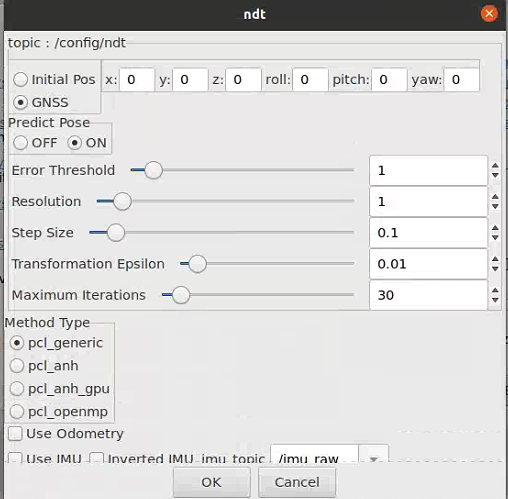 ndt
topic : /config/ndt
Initial Pos x: 0 y: 0 z: 0 roll: 0 pitch: 0 yaw: 0
GNSS
Predict Pose
OFF ON
Error Threshold 1
Resolution 1
Step Size 0.1
Transformation Epsilon 0.01
Maximum Iterations 30
Method Type
pcl_generic
pcl_anh
pcl_anh_gpu
pcl_openmp
Use Odometry
Use IMU Inverted IMU imu_topic /imu_raw
OK Cancel